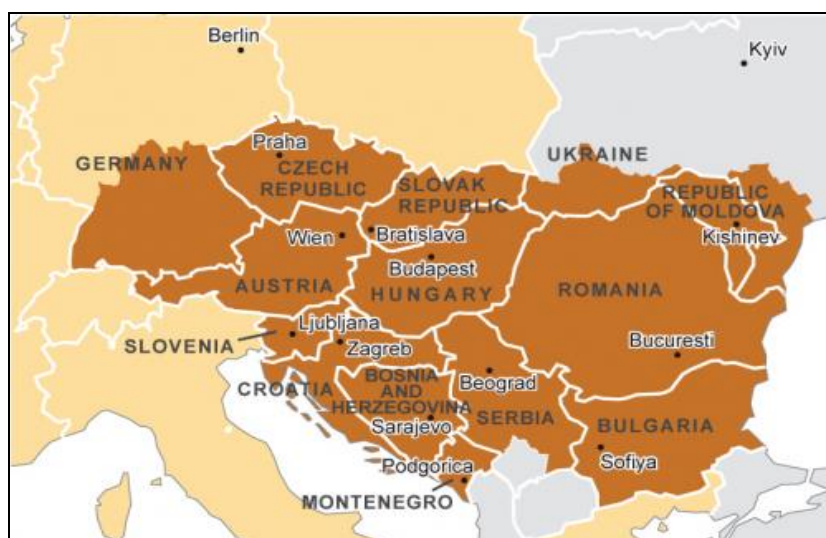 Berlin
Kyiv
Praha
GERMANY
CZECH
REPUBLIC
UKRAINE
SLOVAK
REPUBLIC
REPUBLIC
OF MOLDOVA
Wien
Bratislava
Kishinev
Budapest
AUSTRIA
HUNGARY
ROMANIA
Ljubljana
SLOVENIA
Zagreb
Bucuresti
CROATIA
BOSNIA
AND
HERZEGOVINA
Beograd
SERBIA
BULGARIA
Sarajevo
Sofiya
Podgorica
MONTENEGRO